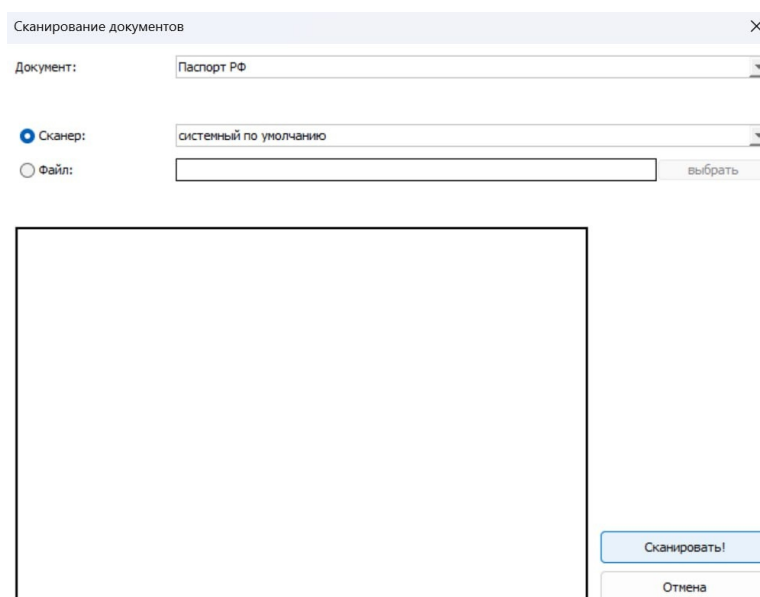 Сканирование документов
Документ: Паспорт РФ
Сканер: системный по умолчанию
Файл: выбрать
Сканировать!
Отмена